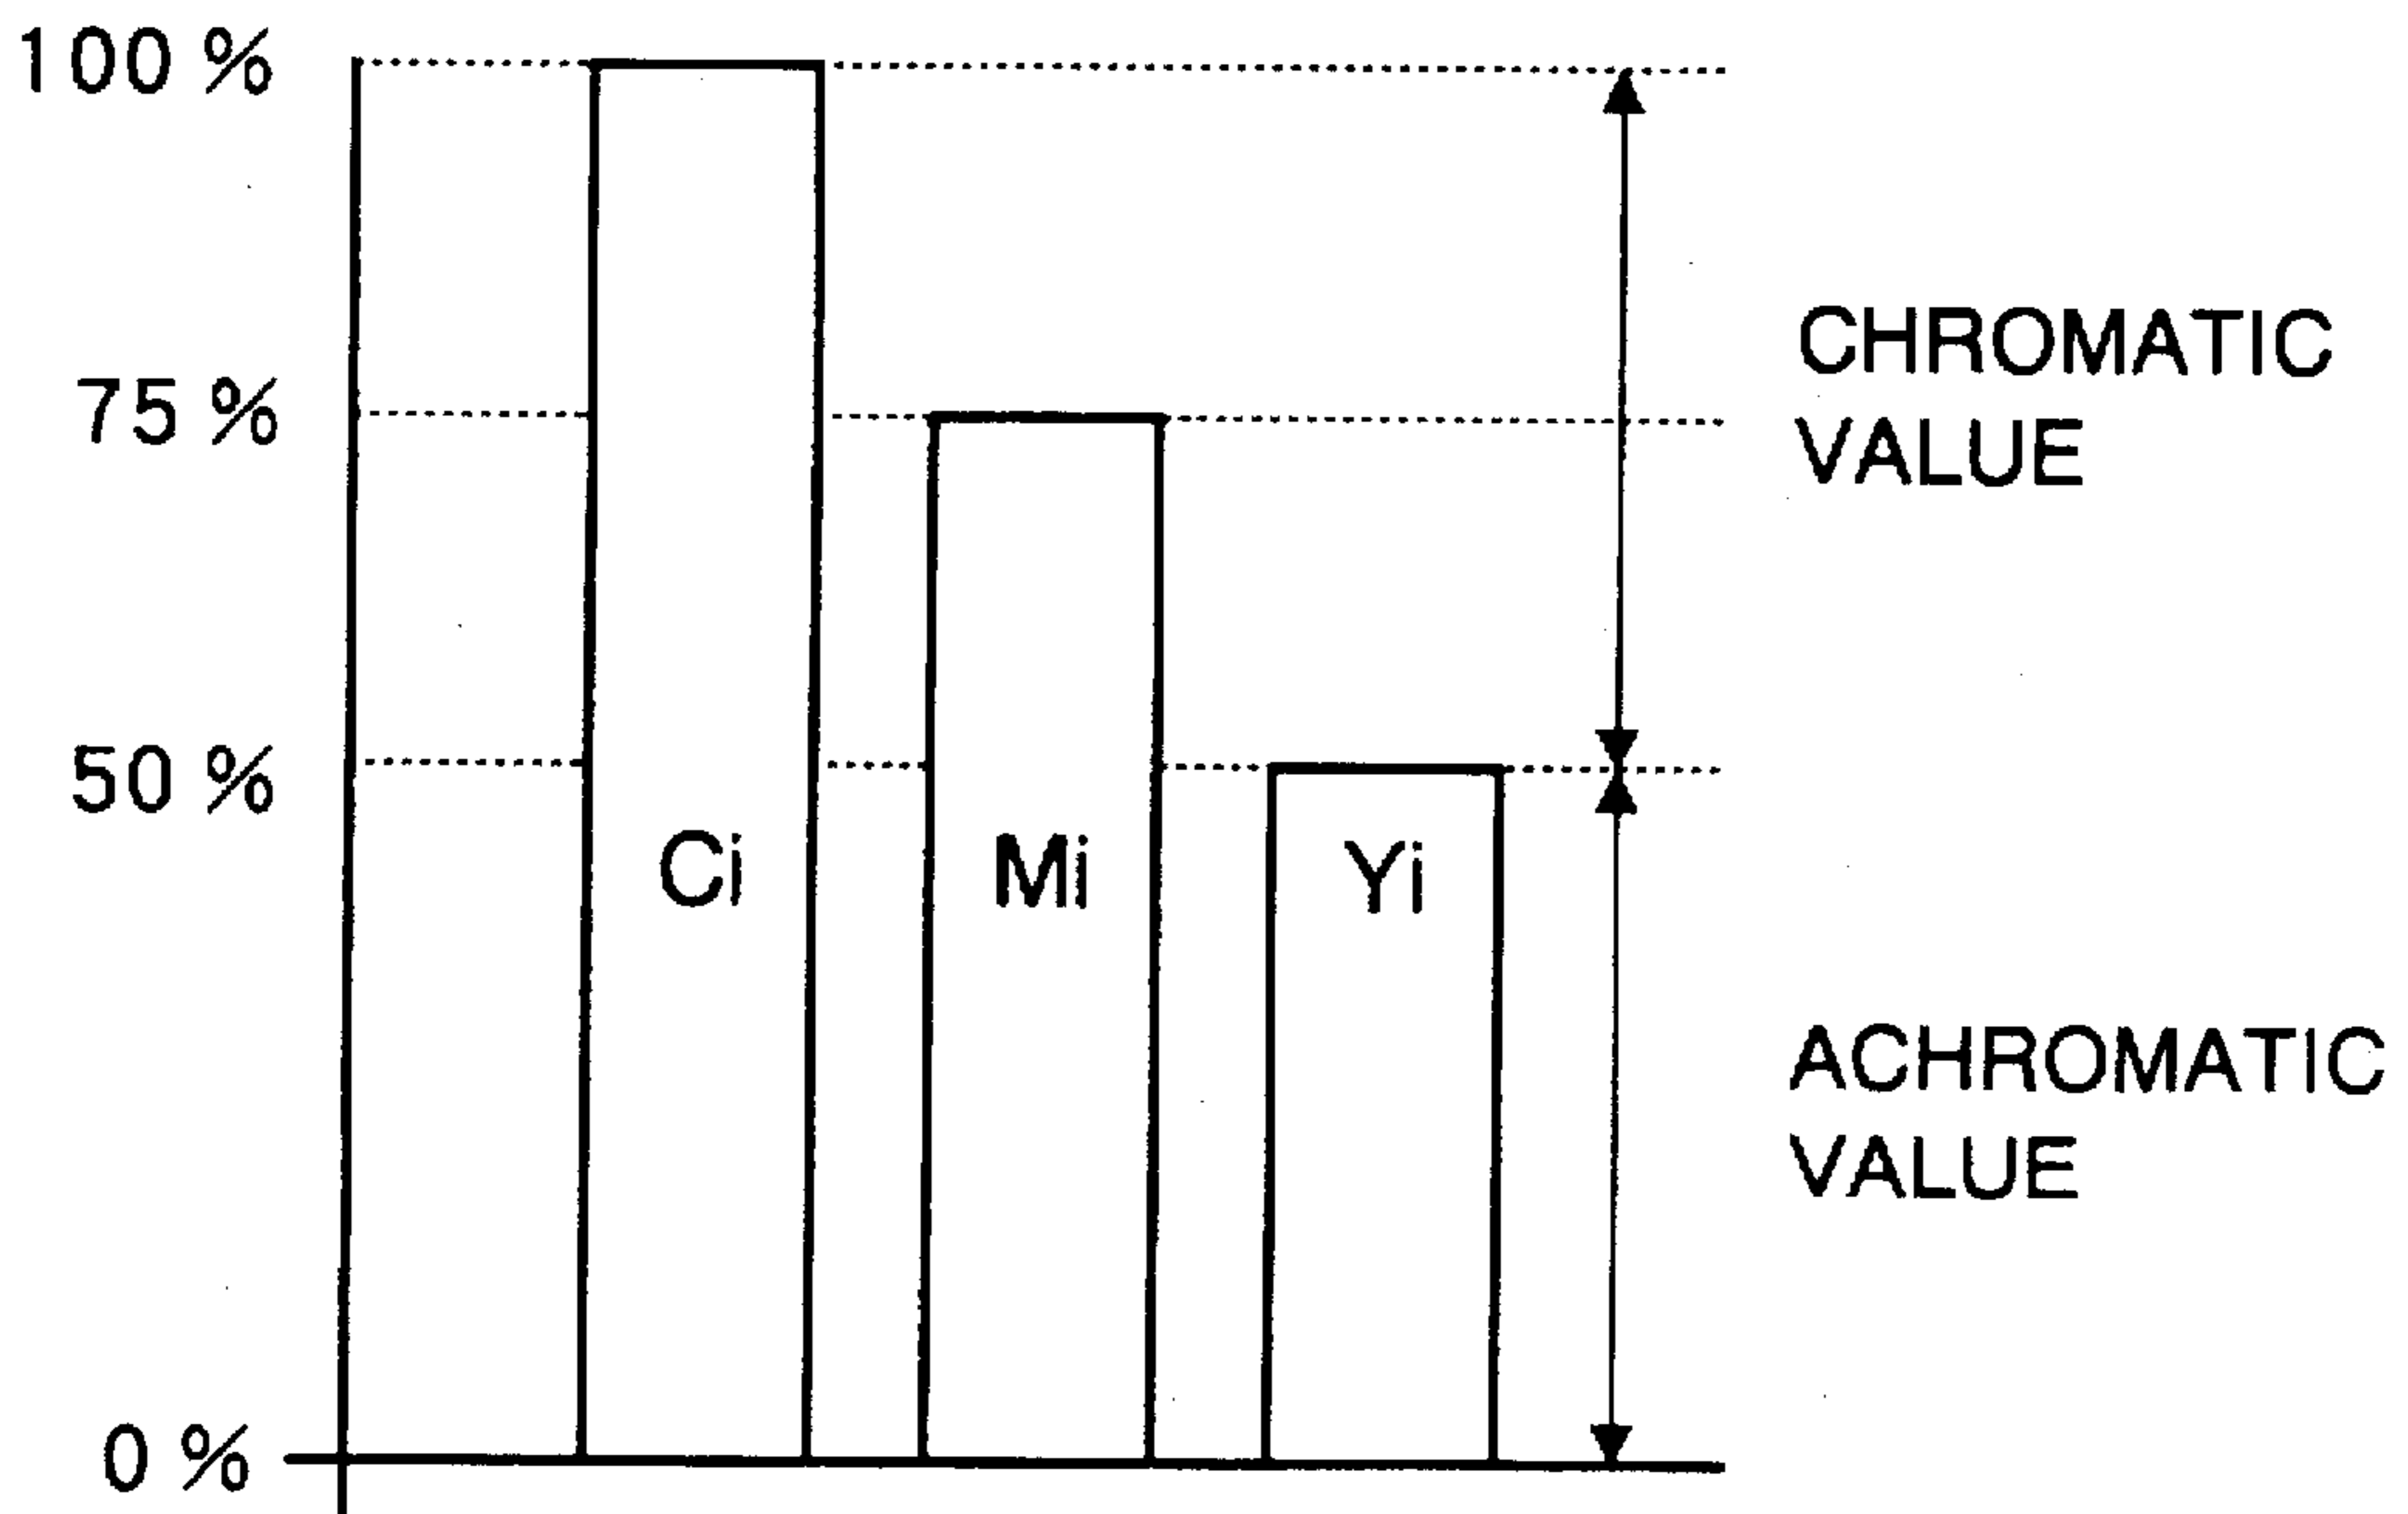 100 %
75 %
50 %
0 %
Ci
Mi
Yi
CHROMATIC
VALUE
ACHROMATIC
VALUE